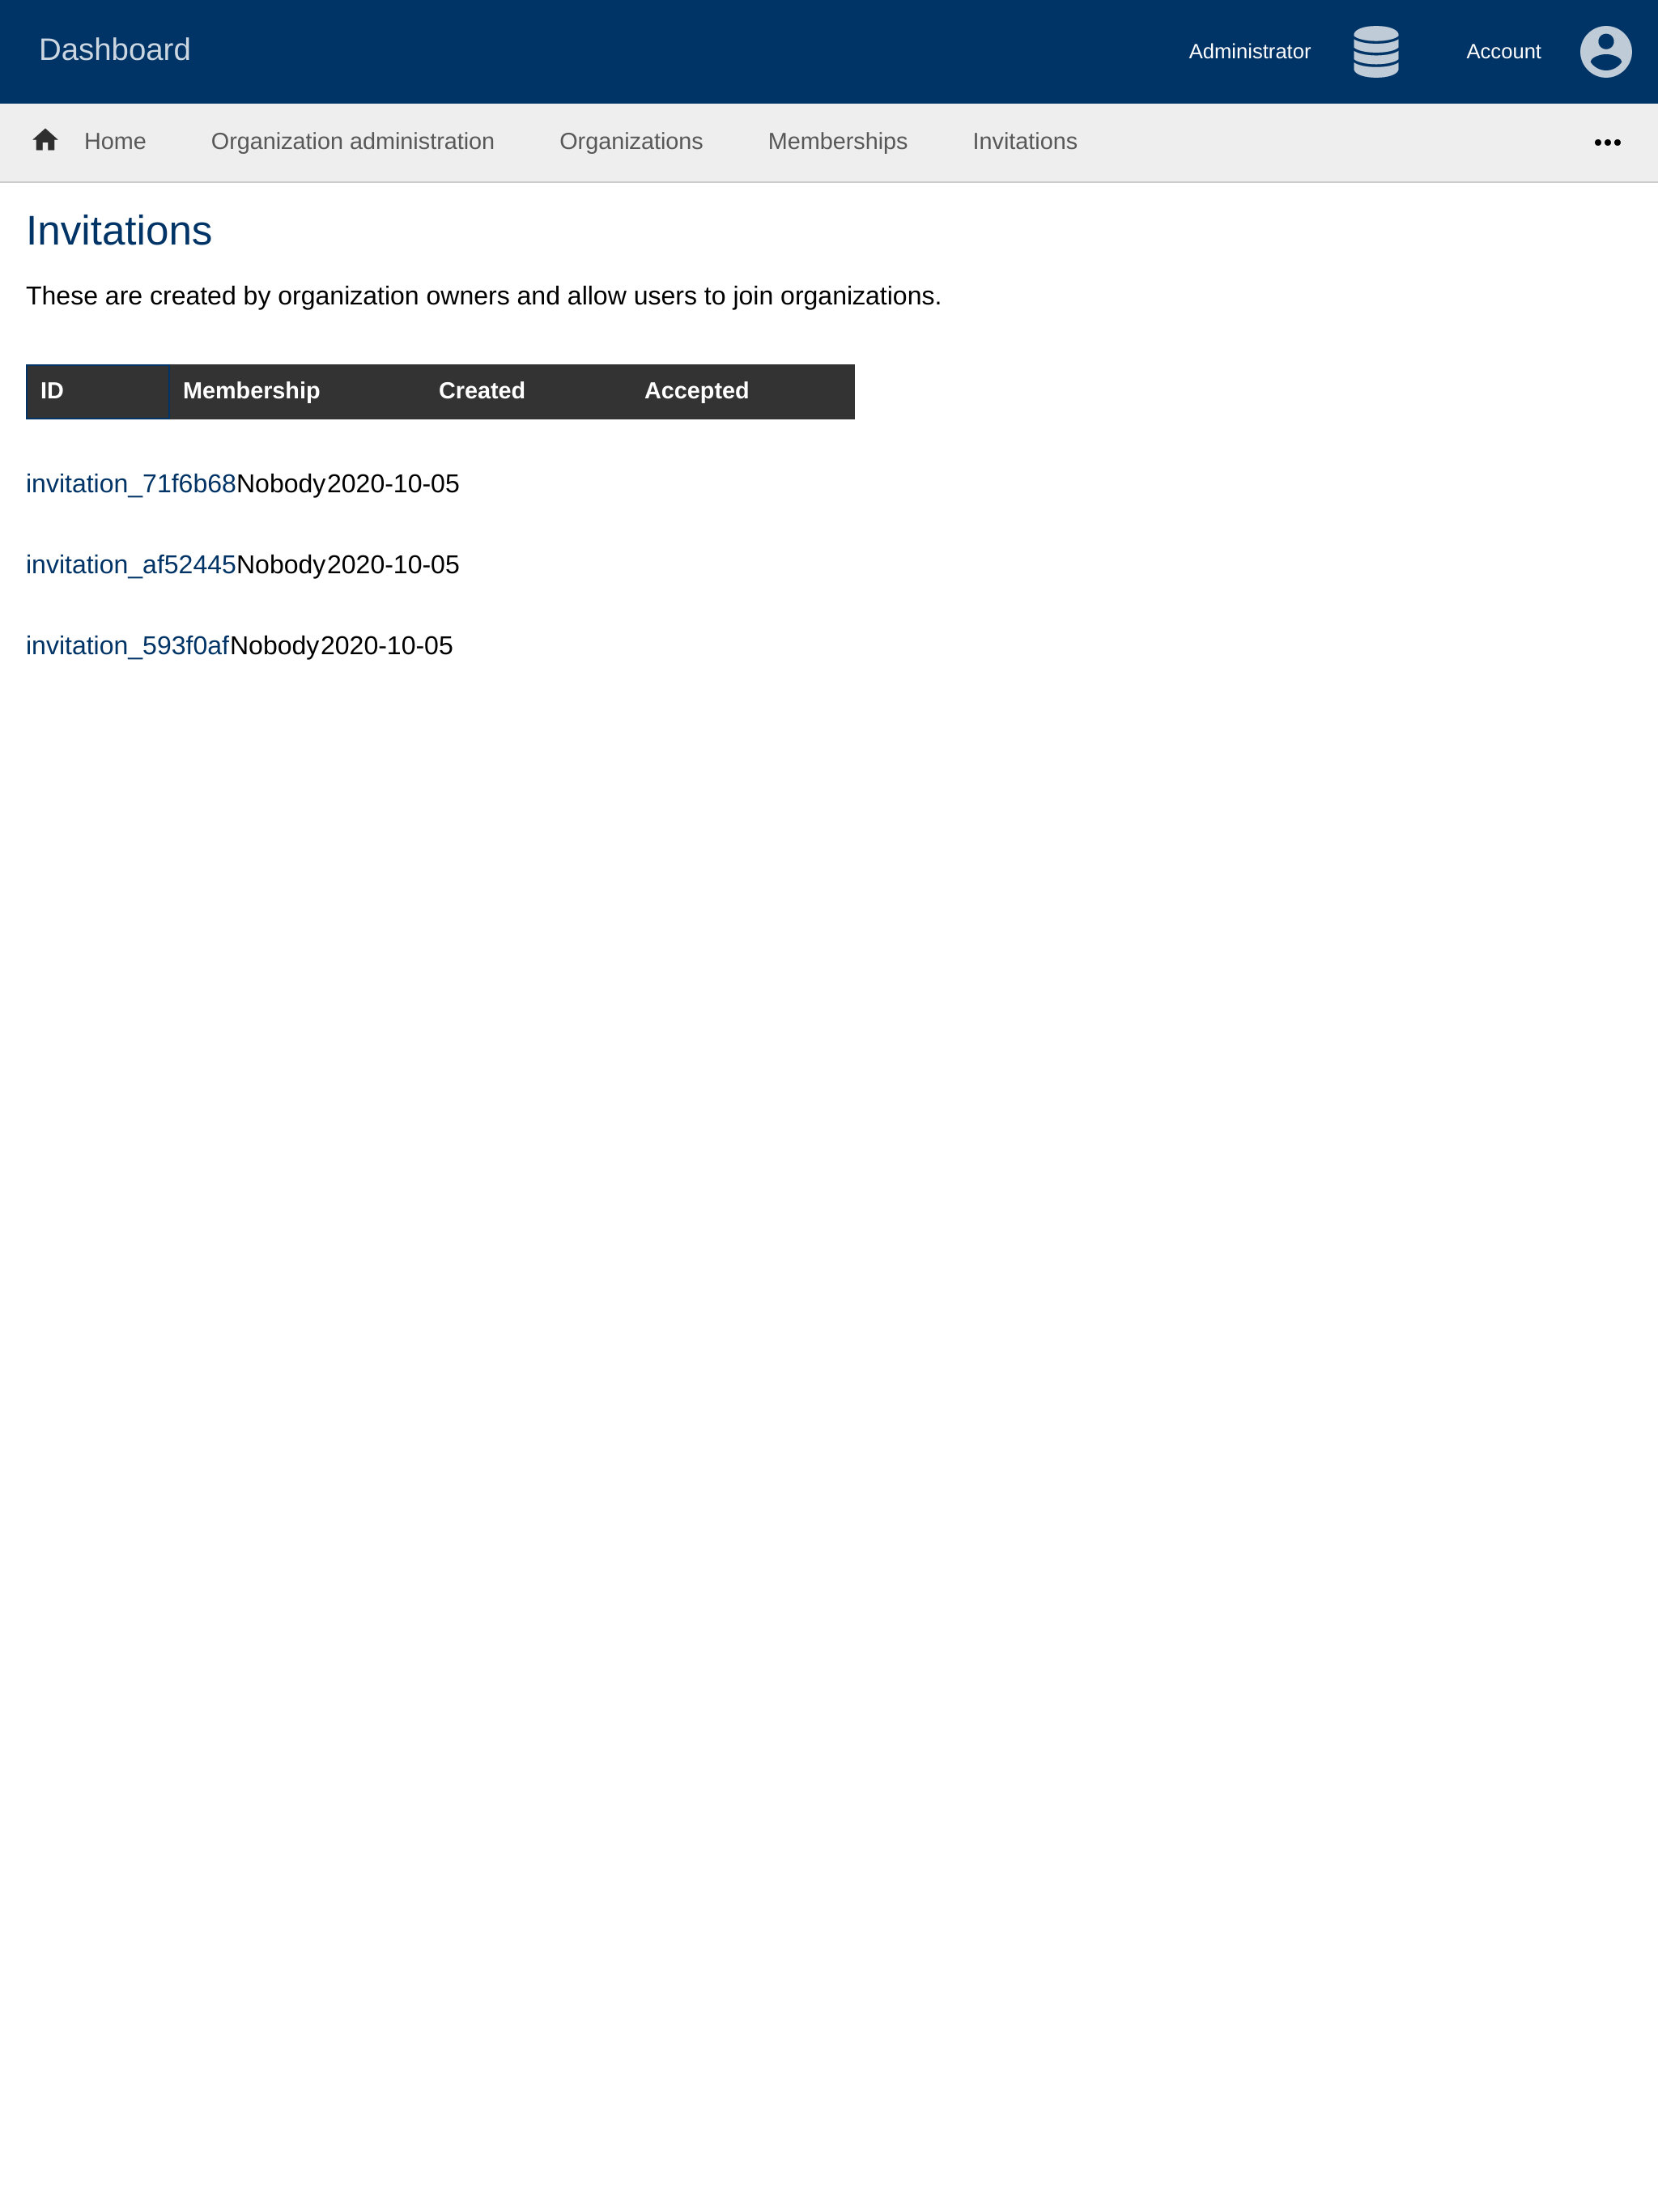 Dashboard Administrator Account
Home Organization administration Organizations Memberships Invitations
Invitations
These are created by organization owners and allow users to join organizations.
ID Membership Created Accepted
invitation_71f6b68Nobody2020-10-05
invitation_af52445Nobody2020-10-05
invitation_593f0afNobody2020-10-05